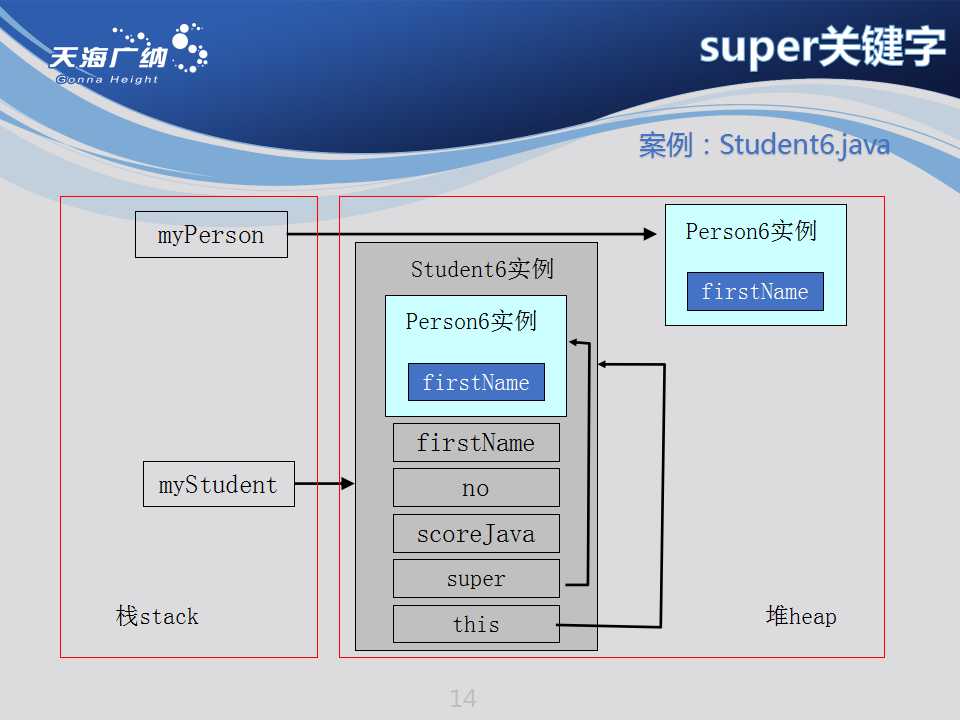 天海广纳
Gonna Height
super关键字
案例：Student6.java
myPerson
Person6实例
firstName
Student6实例
Person6实例
firstName
firstName
myStudent
no
scoreJava
super
this
栈stack
堆heap
14